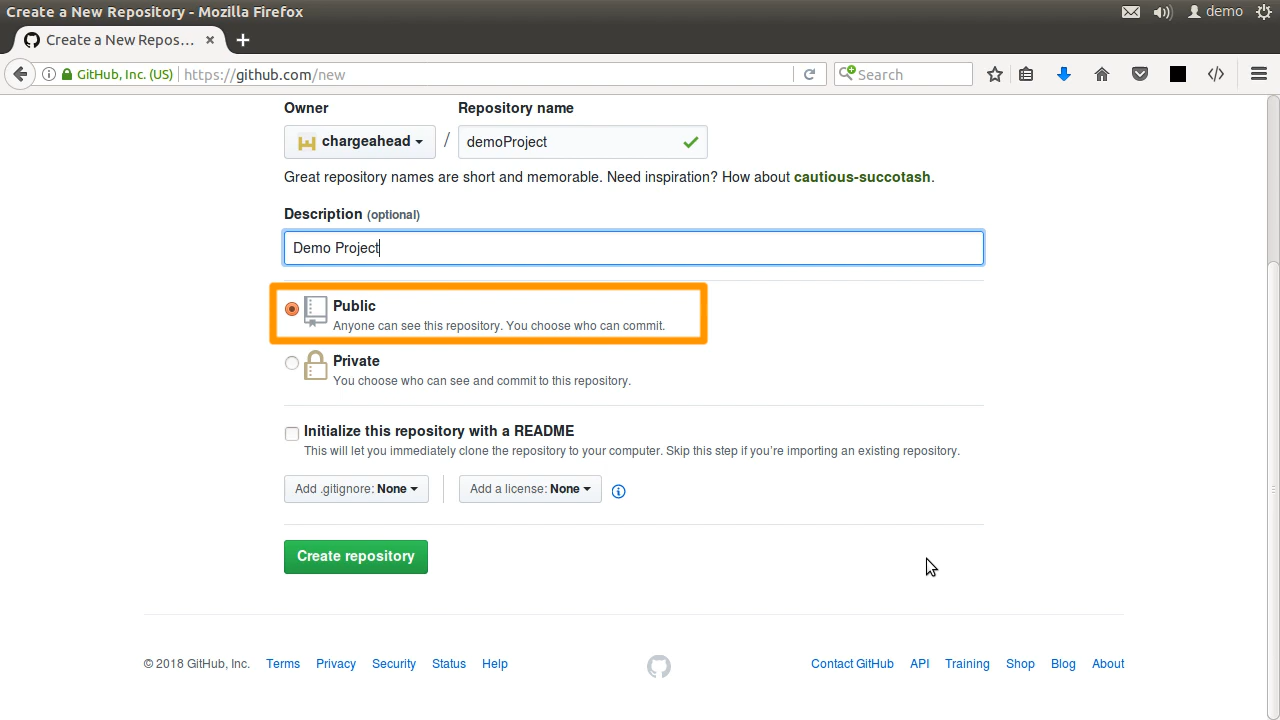 Create a New Repository - Mozilla Firefox
demo
Create a New Repos...
GitHub, Inc. (US)
https://github.com/new
Search
Owner
Repository name
chargeahead
/
demoProject
Great repository names are short and memorable. Need inspiration? How about cautious-succotash.
Description (optional)
Demo Project
Public
Anyone can see this repository. You choose who can commit.
Private
You choose who can see and commit to this repository.
Initialize this repository with a README
This will let you immediately clone the repository to your computer. Skip this step if you're importing an existing repository.
Add .gitignore: None
Add a license: None
Create repository
© 2018 GitHub, Inc. Terms Privacy Security Status Help Contact GitHub API Training Shop Blog About